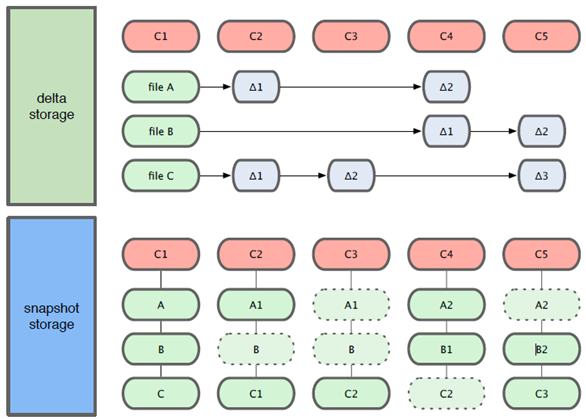 delta
storage
C1 C2 C3 C4 C5
file A Δ1 Δ2
file B Δ1 Δ2
file C Δ1 Δ2 Δ3
snapshot
storage
C1 C2 C3 C4 C5
A A1 A1 A2 A2
B B B B1 B2
C C1 C2 C2 C3